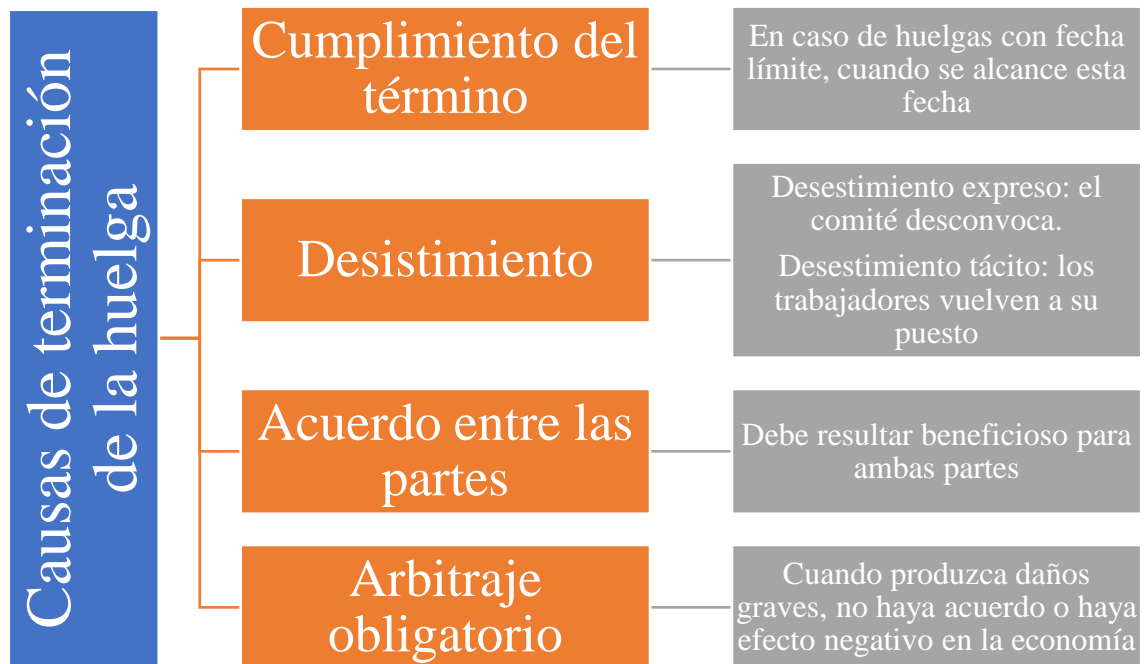 Causas de terminación
de la huelga
Cumplimiento del
término
En caso de huelgas con fecha
límite, cuando se alcance esta
fecha
Desistimiento
Desestimiento expreso: el
comité desconvoca.
Desestimiento tácito: los
trabajadores vuelven a su
puesto
Acuerdo entre las
partes
Debe resultar beneficioso para
ambas partes
Arbitraje
obligatorio
Cuando produzca daños
graves, no haya acuerdo o haya
efecto negativo en la economía